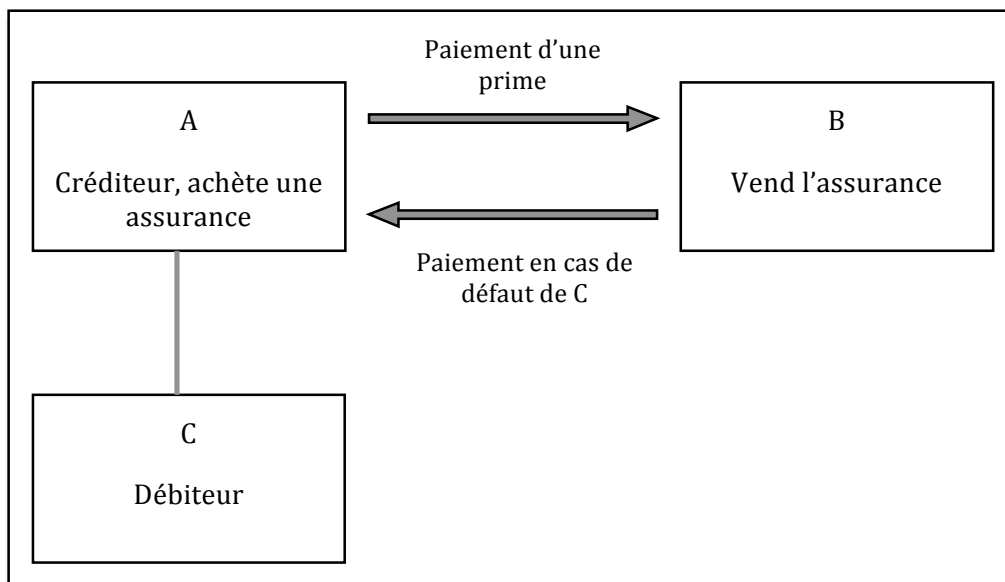 Paiement d’une
prime
A
Créditeur, achète une
assurance
B
Vend l’assurance
Paiement en cas de
défaut de C
C
Débiteur